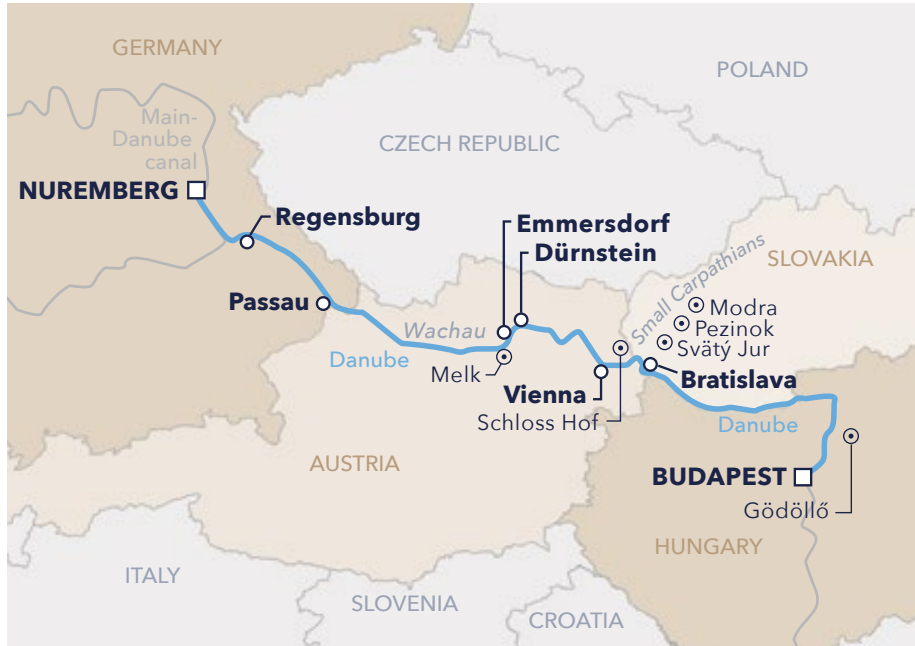 GERMANY
POLAND
Main-
Danube
canal
CZECH REPUBLIC
NUREMBERG
Regensburg
Emmersdorf
Dürnstein
Small Carpathians
SLOVAKIA
Passau
Modra
Pezinok
Svätý Jur
Wachau
Danube
Melk
Vienna
Bratislava
Schloss Hof
Danube
AUSTRIA
BUDAPEST
Gödöllő
HUNGARY
ITALY
SLOVENIA
CROATIA